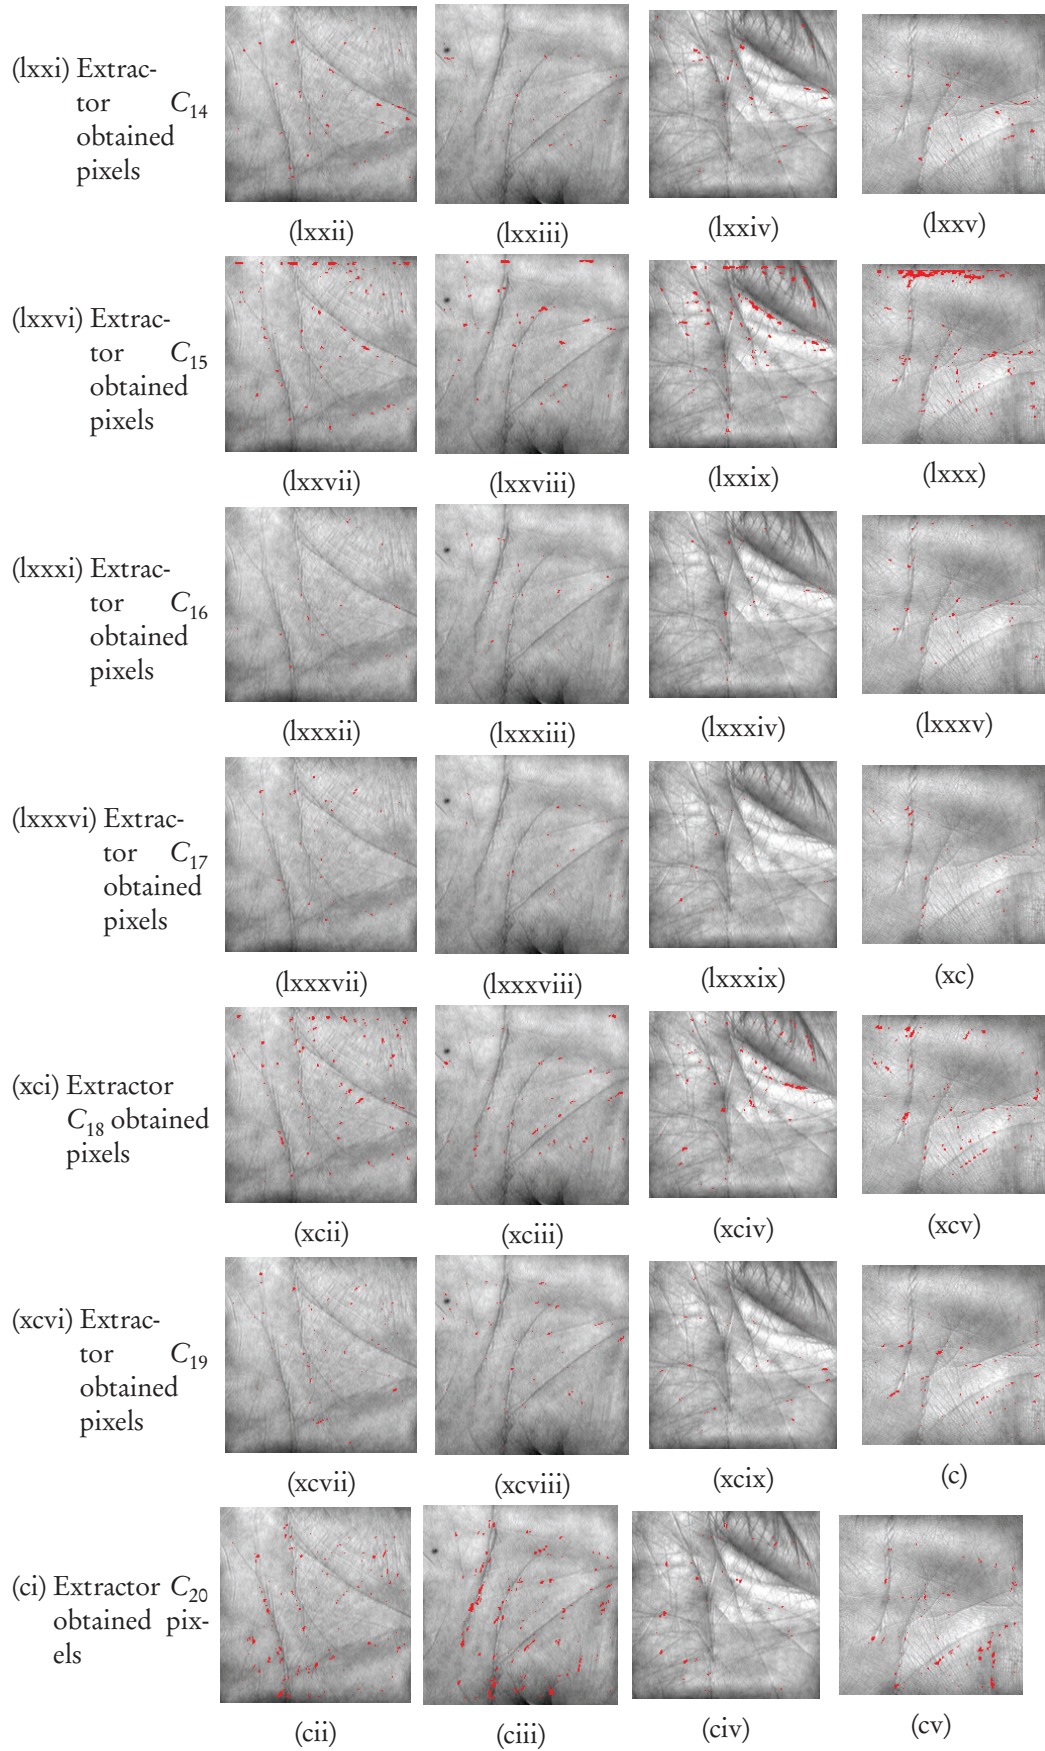 (lxxi) Extrac-
tor C14
obtained
pixels
(lxxii)
(lxxiii)
(lxxiv)
(lxxv)
(lxxvi) Extrac-
tor C15
obtained
pixels
(lxxvii)
(lxxviii)
(lxxix)
(lxxx)
(lxxxi) Extrac-
tor C16
obtained
pixels
(lxxxii)
(lxxxiii)
(lxxxiv)
(lxxxv)
(lxxxvi) Extrac-
tor C17
obtained
pixels
(lxxxvii)
(lxxxviii)
(lxxxix)
(xc)
(xci) Extractor
C18 obtained
pixels
(xcii)
(xciii)
(xciv)
(xcv)
(xcvi) Extrac-
tor C19
obtained
pixels
(xcvii)
(xcviii)
(xcix)
(c)
(ci) Extractor C20
obtained pix-
els
(cii)
(ciii)
(civ)
(cv)